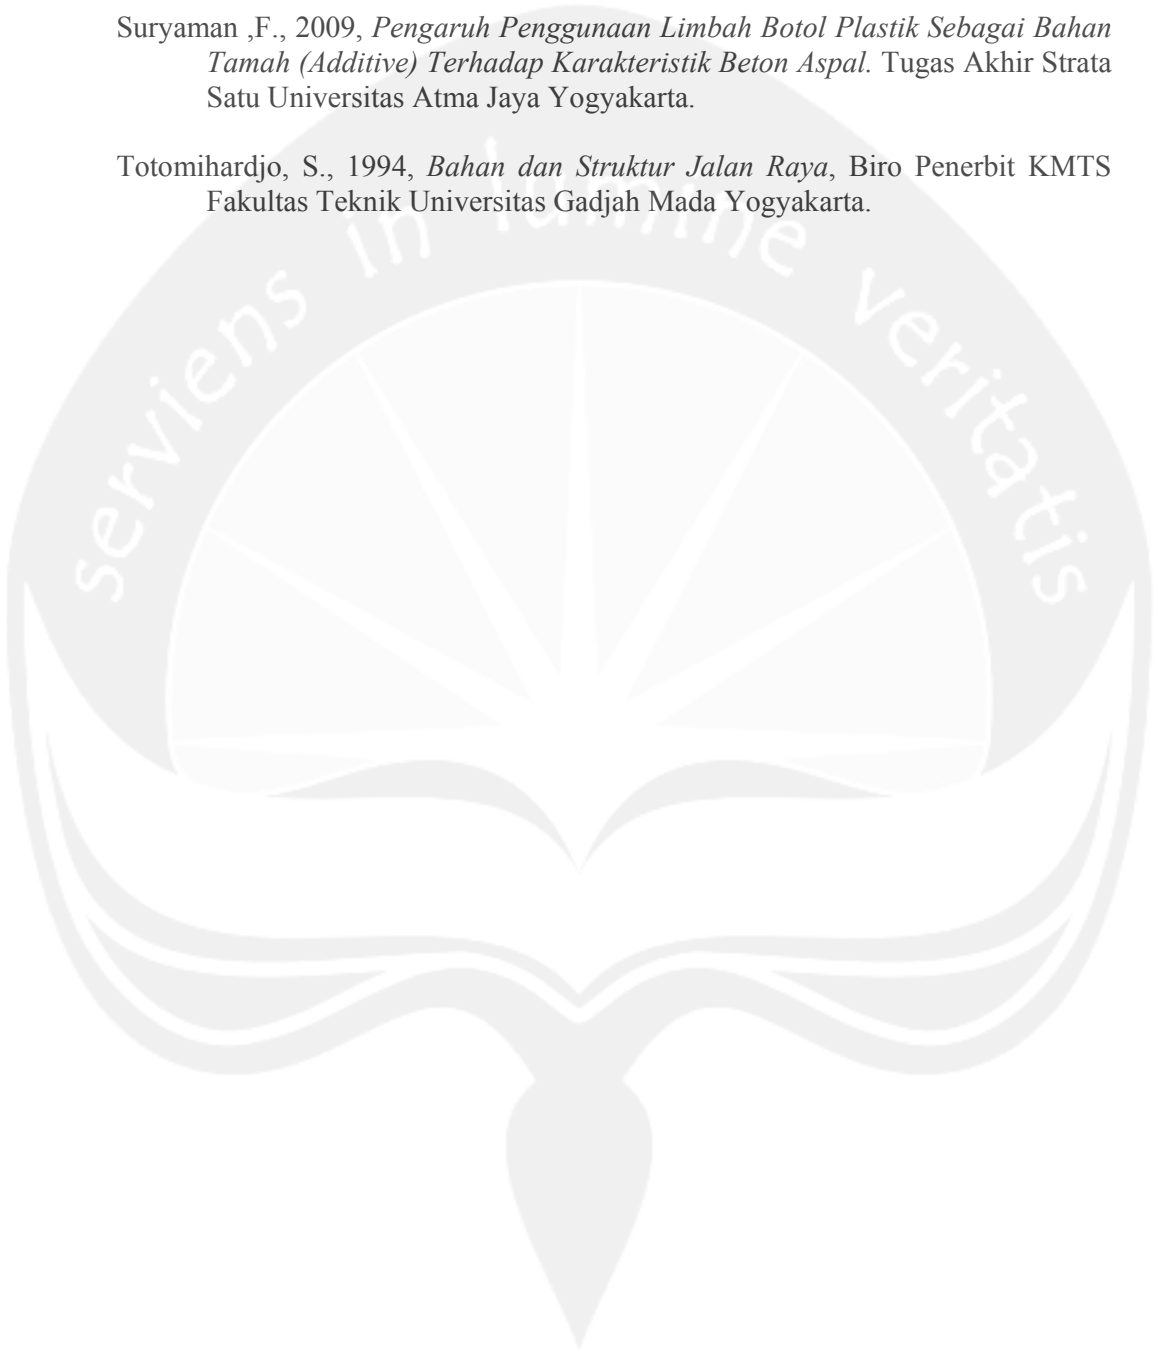 Suryaman ,F., 2009, Pengaruh Penggunaan Limbah Botol Plastik Sebagai Bahan
Tamah (Additive) Terhadap Karakteristik Beton Aspal. Tugas Akhir Strata
Satu Universitas Atma Jaya Yogyakarta.
Totomihardjo, S., 1994, Bahan dan Struktur Jalan Raya, Biro Penerbit KMTS
Fakultas Teknik Universitas Gadjah Mada Yogyakarta.
serviens in lumine veritatis